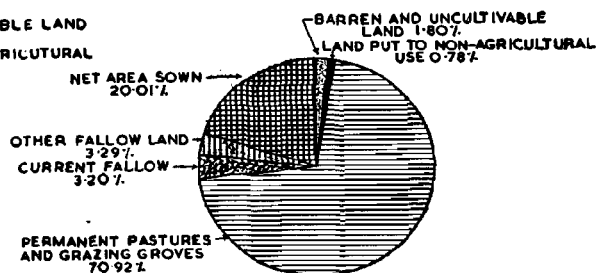 BLE LAND
RICUTURAL
BARREN AND UNCULTIVABLE
LAND 1·80%
LAND PUT TO NON-AGRICULTURAL
USE 0·78%
NET AREA SOWN
20·01%
OTHER FALLOW LAND
3·29%
CURRENT FALLOW
3·20%
PERMANENT PASTURES
AND GRAZING GROVES
70·92%